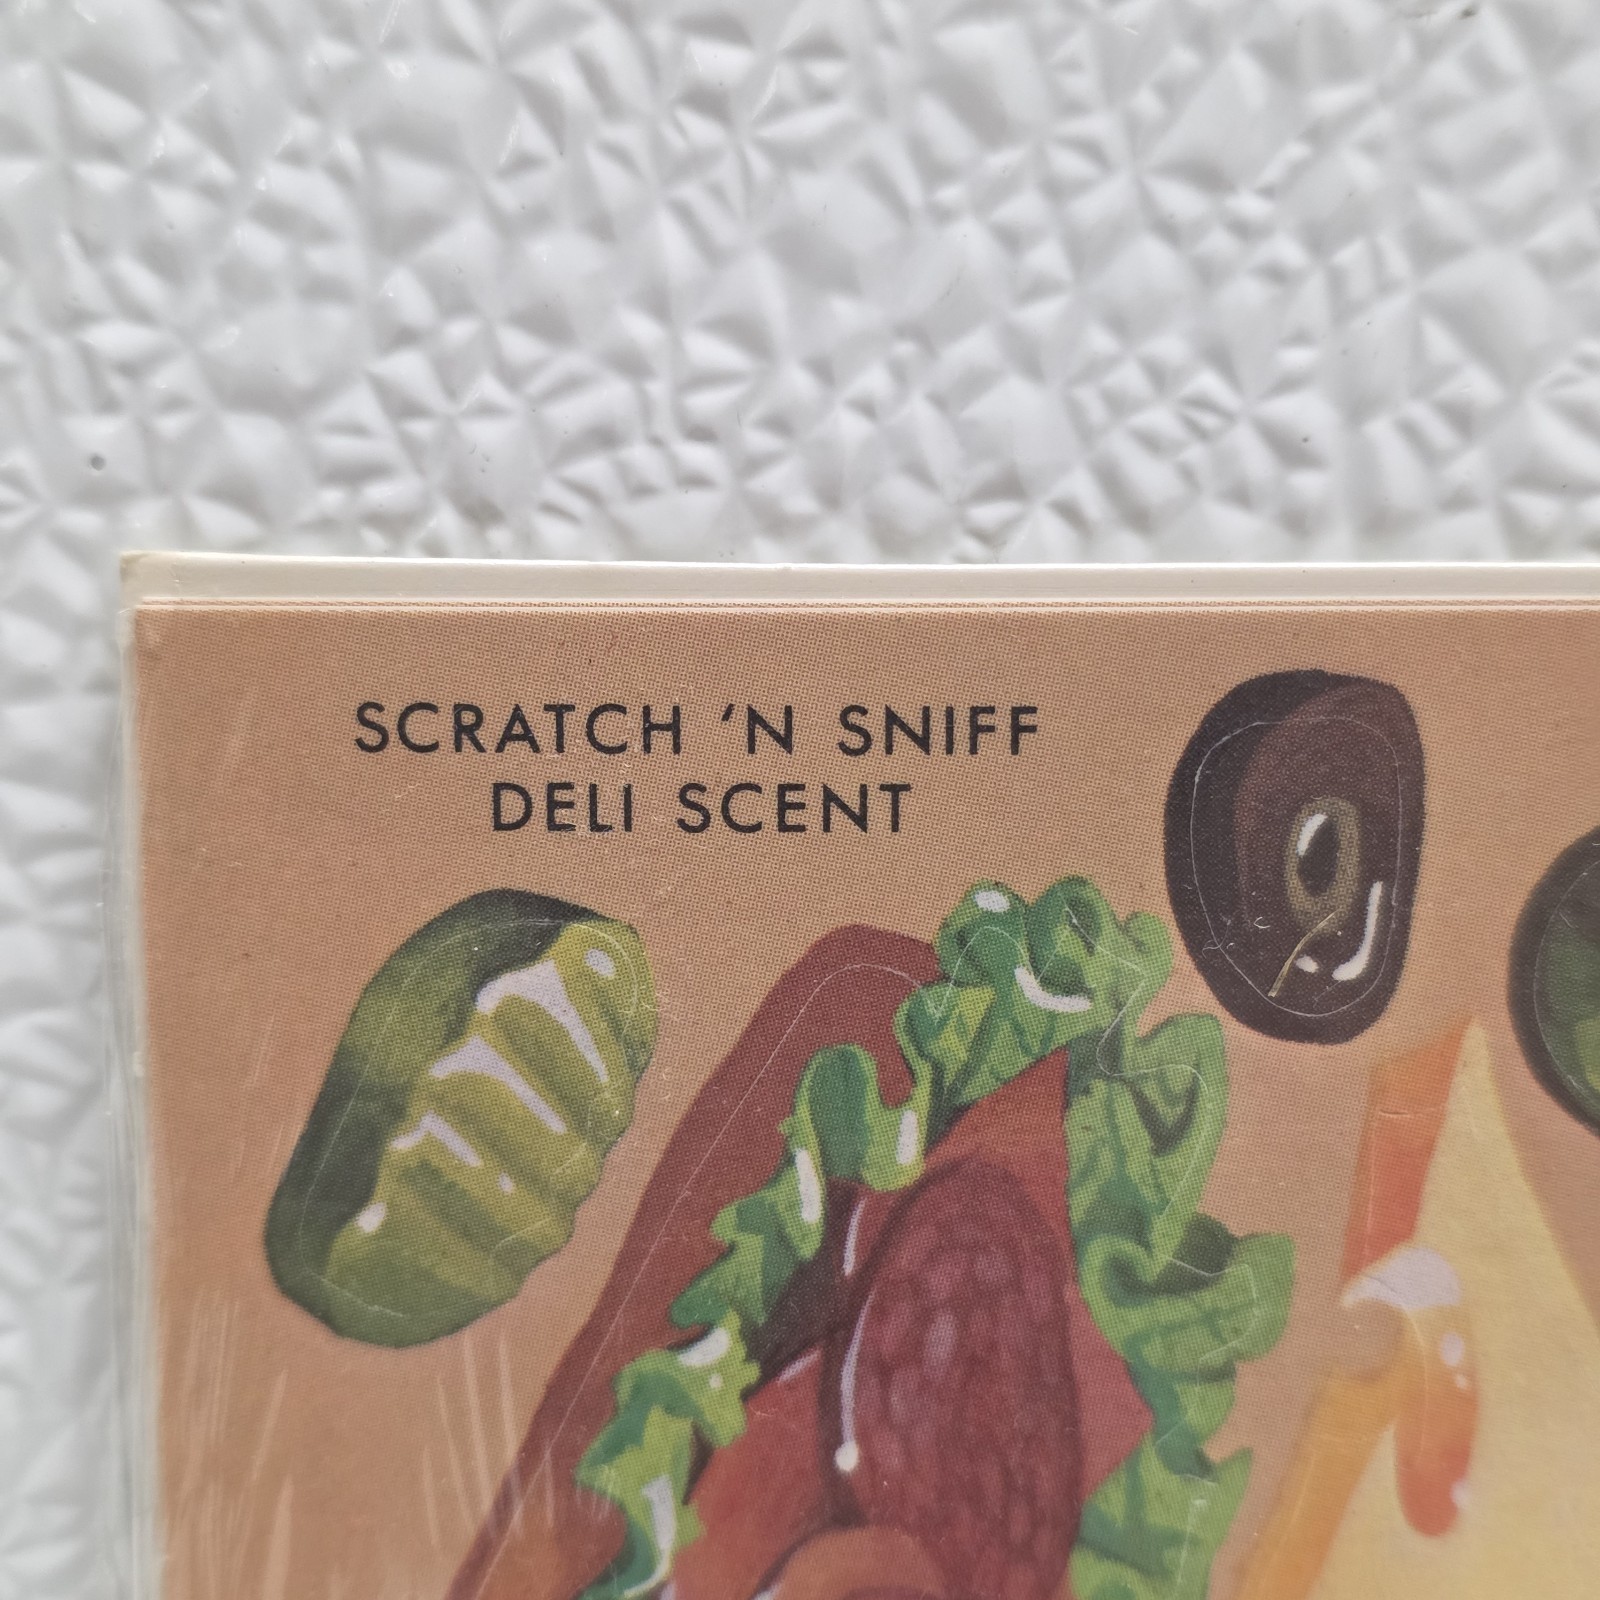 SCRATCH ‘N SNIFF
DELI SCENT